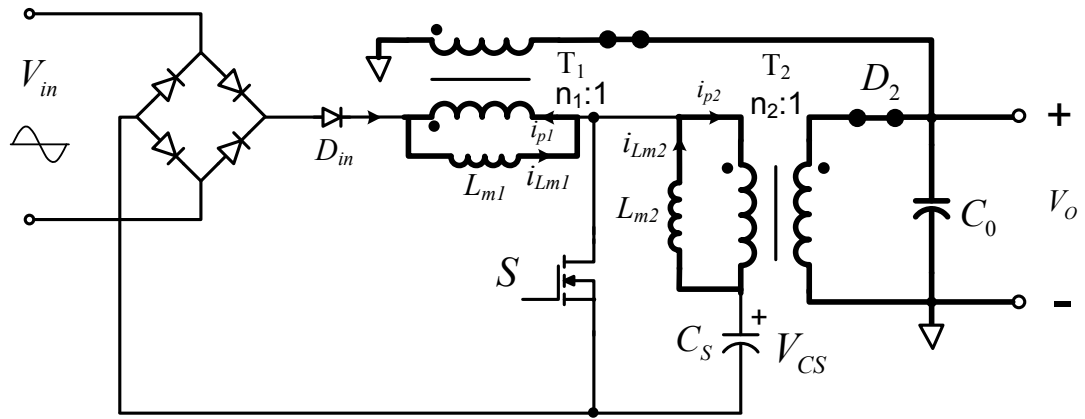 V_in
T_1
n_1:1
D_in
i_p1
L_m1
i_Lm1
i_p2
T_2
n_2:1
D_2
i_Lm2
L_m2
+
C_0
V_O
-
S
C_S
+
V_CS